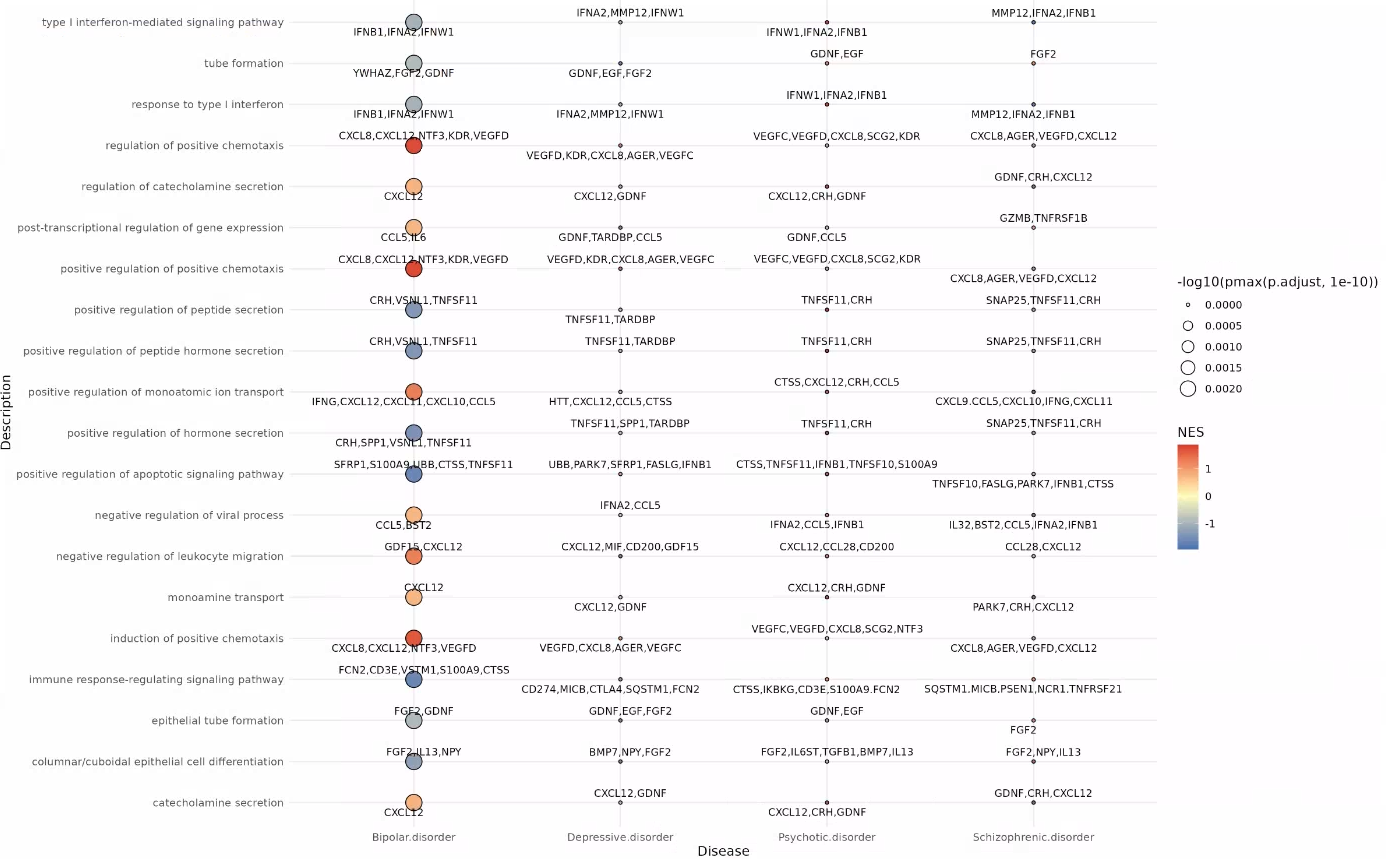 IFNA2,MMP12,IFNW1
MMP12,IFNA2,IFNB1
type I interferon-mediated signaling pathway
IFNB1,IFNA2,IFNW1
IFNW1,IFNA2,IFNB1
GDNF,EGF
FGF2
tube formation
YWHAZ,FGF2,GDNF
GDNF,EGF,FGF2
IFNW1,IFNA2,IFNB1
response to type I interferon
IFNB1,IFNA2,IFNW1
IFNA2,MMP12,IFNW1
MMP12,IFNA2,IFNB1
CXCL8,CXCL12,NTF3,KDR,VEGFD
VEGFC,VEGFD,CXCL8,SCG2,KDR
CXCL8,AGER,VEGFD,CXCL12
regulation of positive chemotaxis
VEGFD,KDR,CXCL8,AGER,VEGFC
GDNF,CRH,CXCL12
regulation of catecholamine secretion
CXCL12
CXCL12,GDNF
CXCL12,CRH,GDNF
GZMB,TNFRSF1B
post-transcriptional regulation of gene expression
CCL5,IL6
GDNF,TARDBP,CCL5
GDNF,CCL5
CXCL8,CXCL12,NTF3,KDR,VEGFD
VEGFD,KDR,CXCL8,AGER,VEGFC
VEGFC,VEGFD,CXCL8,SCG2,KDR
positive regulation of positive chemotaxis
CXCL8,AGER,VEGFD,CXCL12
CRH,VSNL1,TNFSF11
TNFSF11,CRH
SNAP25,TNFSF11,CRH
positive regulation of peptide secretion
TNFSF11,TARDBP
CRH,VSNL1,TNFSF11
TNFSF11,TARDBP
TNFSF11,CRH
SNAP25,TNFSF11,CRH
positive regulation of peptide hormone secretion
CTSS,CXCL12,CRH,CCL5
positive regulation of monoatomic ion transport
IFNG,CXCL12,CXCL11,CXCL10,CCL5
HTT,CXCL12,CCL5,CTSS
CXCL9.CCL5,CXCL10,IFNG,CXCL11
TNFSF11,SPP1,TARDBP
TNFSF11,CRH
SNAP25,TNFSF11,CRH
positive regulation of hormone secretion
CRH,SPP1,VSNL1,TNFSF11
SFRP1,S100A9,UBB,CTSS,TNFSF11
UBB,PARK7,SFRP1,FASLG,IFNB1
CTSS,TNFSF11,IFNB1,TNFSF10,S100A9
positive regulation of apoptotic signaling pathway
TNFSF10,FASLG,PARK7,IFNB1,CTSS
IFNA2,CCL5
negative regulation of viral process
CCL5,BST2
IFNA2,CCL5,IFNB1
IL32,BST2,CCL5,IFNA2,IFNB1
GDF15,CXCL12
CXCL12,MIF,CD200,GDF15
CXCL12,CCL28,CD200
CCL28,CXCL12
negative regulation of leukocyte migration
CXCL12
CXCL12,CRH,GDNF
monoamine transport
CXCL12,GDNF
PARK7,CRH,CXCL12
VEGFC,VEGFD,CXCL8,SCG2,NTF3
induction of positive chemotaxis
CXCL8,CXCL12,NTF3,VEGFD
VEGFD,CXCL8,AGER,VEGFC
CXCL8,AGER,VEGFD,CXCL12
FCN2,CD3E,VSTM1,S100A9,CTSS
immune response-regulating signaling pathway
CD274,MICB,CTLA4,SQSTM1,FCN2
CTSS,IKBKG,CD3E,S100A9.FCN2
SQSTM1.MICB,PSEN1,NCR1.TNFRSF21
FGF2,GDNF
GDNF,EGF,FGF2
GDNF,EGF
epithelial tube formation
FGF2
FGF2,IL13,NPY
BMP7,NPY,FGF2
FGF2,IL6ST,TGFB1,BMP7,IL13
FGF2,NPY,IL13
columnar/cuboidal epithelial cell differentiation
CXCL12,GDNF
GDNF,CRH,CXCL12
catecholamine secretion
CXCL12
CXCL12,CRH,GDNF
Bipolar.disorder
Depressive.disorder
Psychotic.disorder
Schizophrenic.disorder
Disease
Description
-log10(pmax(p.adjust, 1e-10))
0.0000
0.0005
0.0010
0.0015
0.0020
NES
1
0
-1